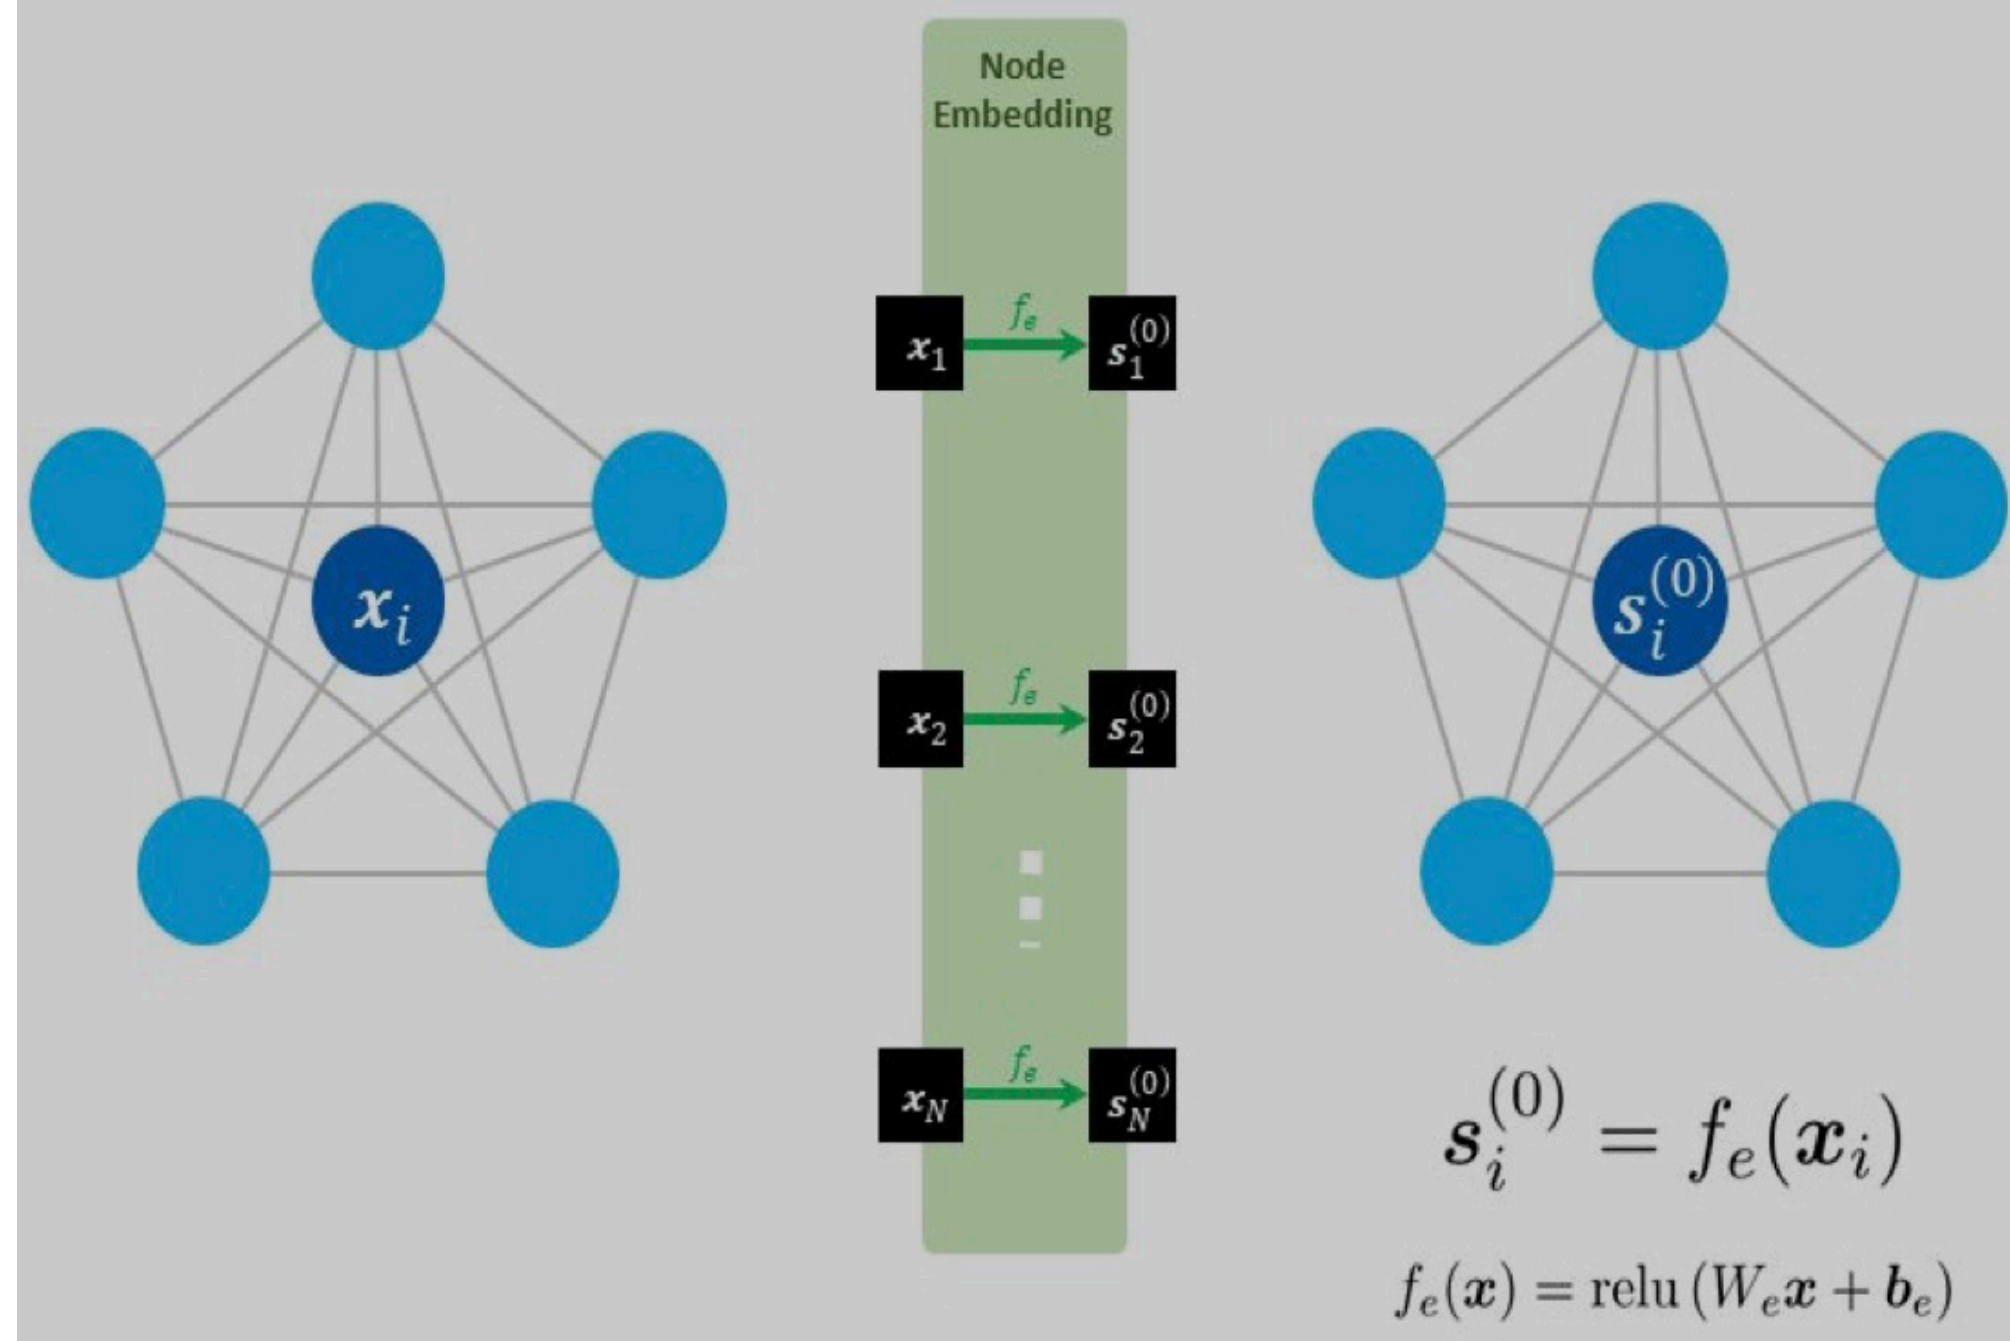 Node
Embedding
x_i
x_1 f_e s_1^(0)
x_2 f_e s_2^(0)
x_N f_e s_N^(0)
s_i^(0)
s_i^(0) = f_e(x_i)
f_e(x) = relu (W_e x + b_e)